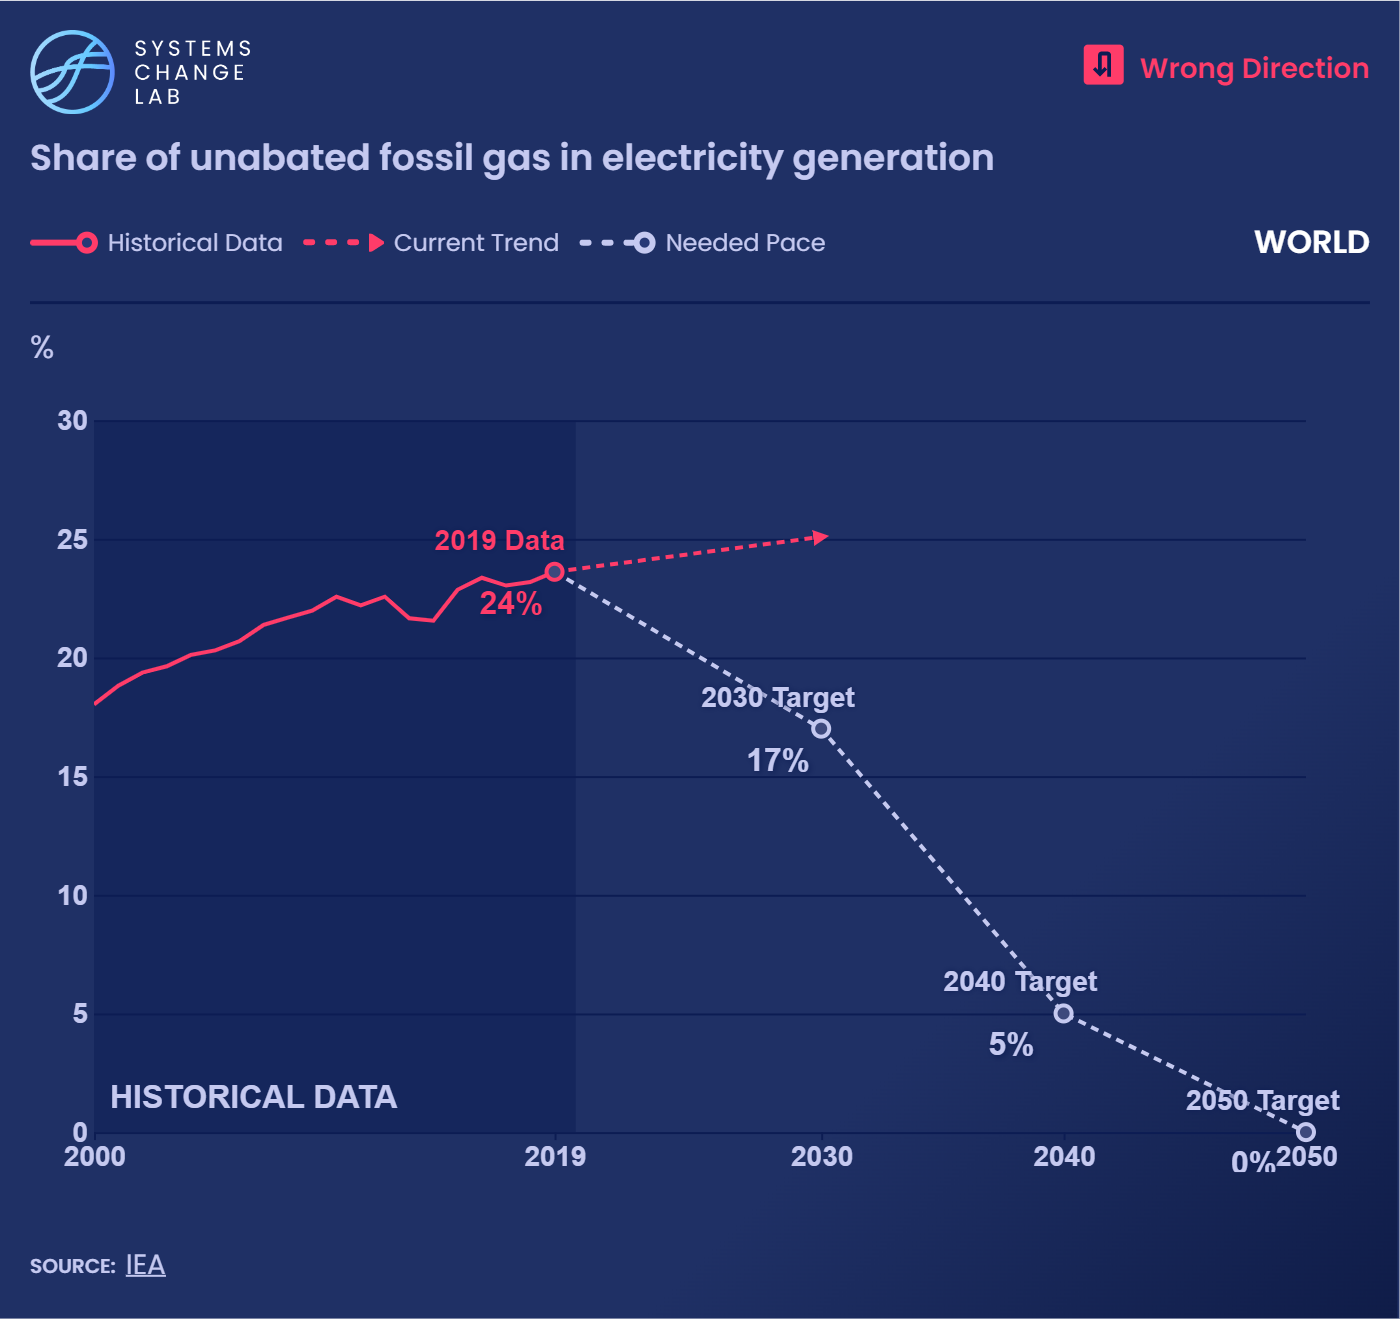 SYSTEMS
CHANGE
LAB
Wrong Direction
Share of unabated fossil gas in electricity generation
Historical Data
Current Trend
Needed Pace
WORLD
%
30
25
2019 Data
24%
20
2030 Target
17%
15
10
2040 Target
5
5%
HISTORICAL DATA
2050 Target
0
0%
2000
2019
2030
2040
2050
SOURCE: IEA